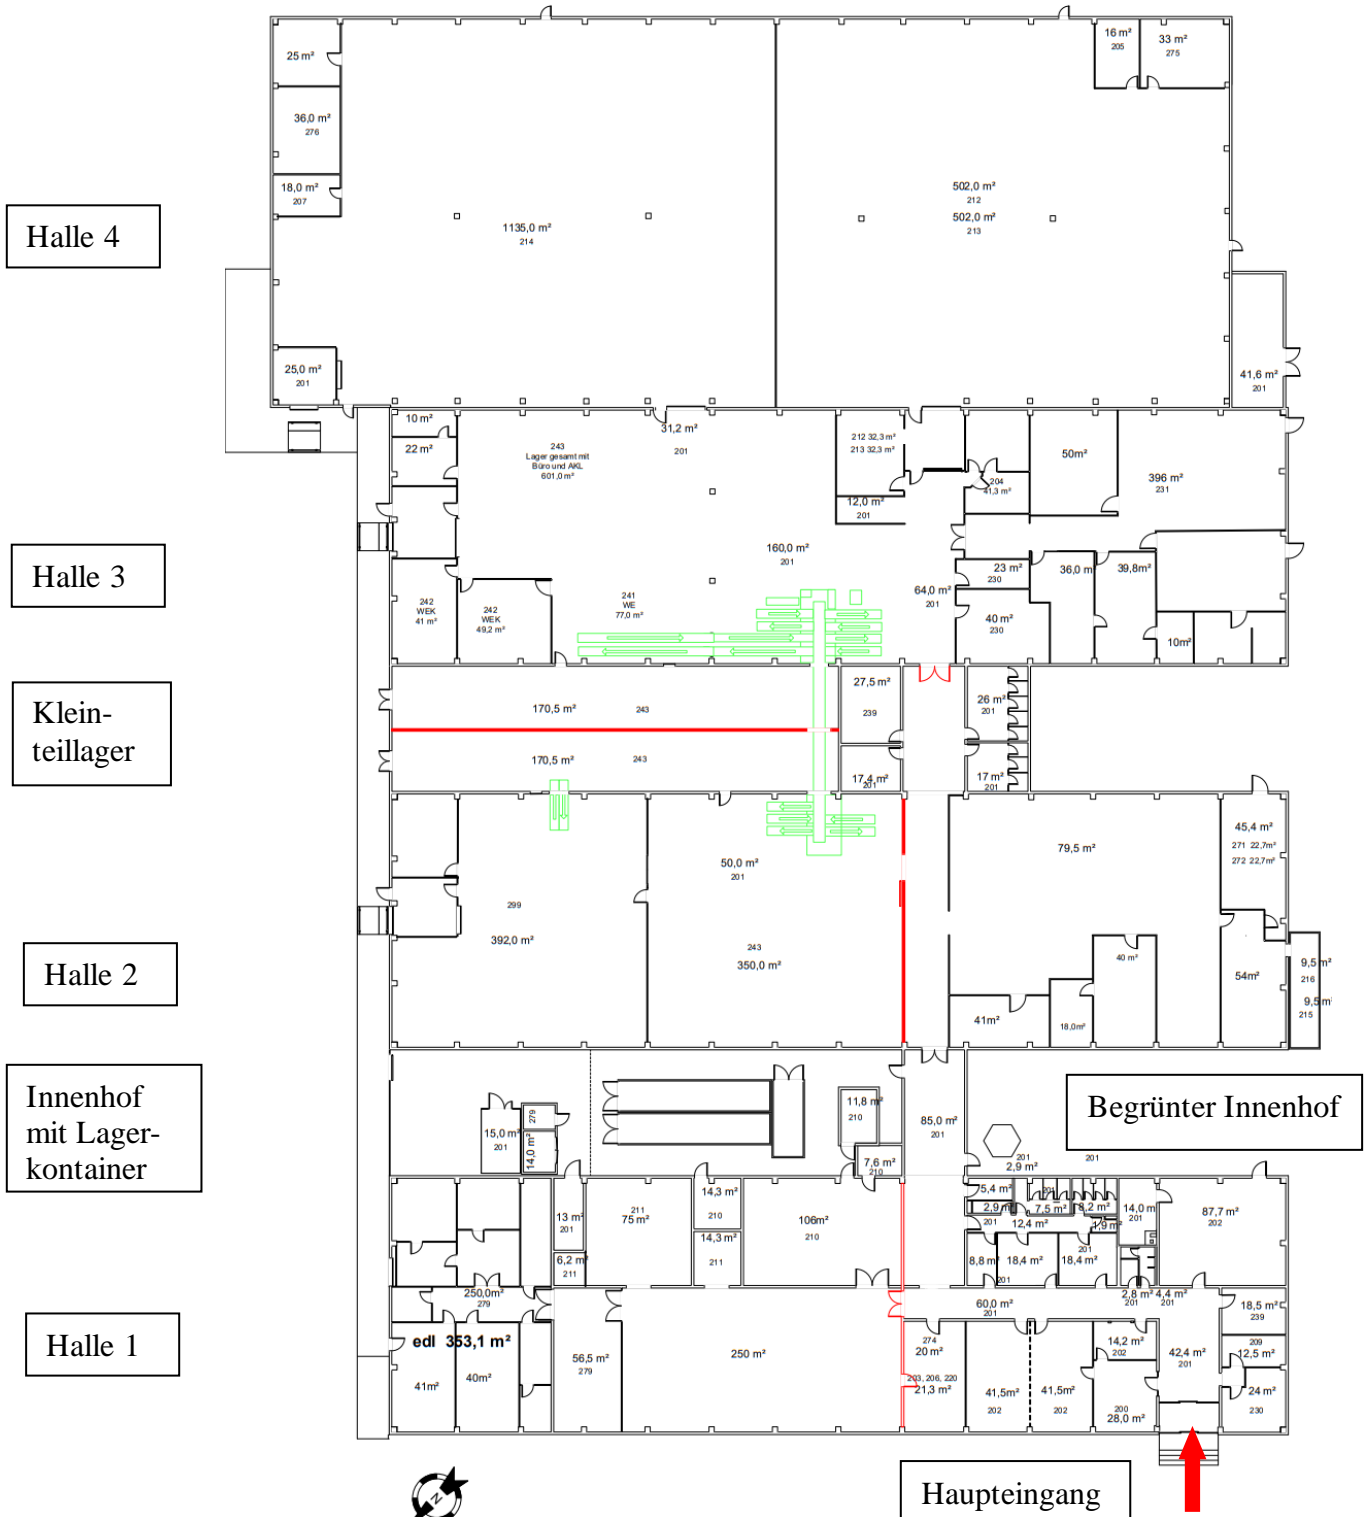 16 m²
205
33 m²
275
25 m²
36,0 m²
276
18,0 m²
207
502,0 m²
212
502,0 m²
213
1135,0 m²
214
Halle 4
25,0 m²
201
41,6 m²
201
10 m²
22 m²
31,2 m²
201
243
Lager gesamt mit
Büro und AKL
601,0 m²
212 32,3 m²
213 32,3 m²
12,0 m²
201
204
41,3 m²
50m²
396 m²
231
160,0 m²
201
Halle 3
23 m²
230
36,0 m
39,8m²
64,0 m²
201
242
WEK
41 m²
242
WEK
49,2 m²
241
WE
77,0 m²
40 m²
230
10m²
Klein-
teillager
170,5 m²
243
27,5 m²
239
26 m²
201
170,5 m²
243
17,4 m²
201
17 m²
201
45,4 m²
271 22,7m²
272 22,7m²
79,5 m²
50,0 m²
201
299
392,0 m²
243
350,0 m²
Halle 2
40 m²
54m²
9,5 m²
216
9,5 m²
215
41m²
18,0m²
Innenhof
mit Lager-
kontainer
Begrünter Innenhof
15,0 m²
201
279
14,0 m²
11,8 m²
210
85,0 m²
201
7,6 m²
210
201
2,9 m²
201
13 m²
201
211
75 m²
14,3 m²
210
106m²
210
5,4 m²
2,9 m²
201
201
7,5 m²
8,2 m²
12,4 m²
1,9 m²
14,0 m²
201
87,7 m²
202
6,2 m²
211
14,3 m²
211
8,8 m²
18,4 m²
201
201
18,4 m²
250,0m²
279
2,8 m²
201
4,4 m²
201
60,0 m²
201
18,5 m²
239
Halle 1
edl 353,1 m²
56,5 m²
279
250 m²
274
20 m²
203, 206, 220
21,3 m²
14,2 m²
202
42,4 m²
201
209
12,5 m²
41m²
40m²
41,5m²
202
41,5m²
202
200
28,0 m²
24 m²
230
N
Haupteingang